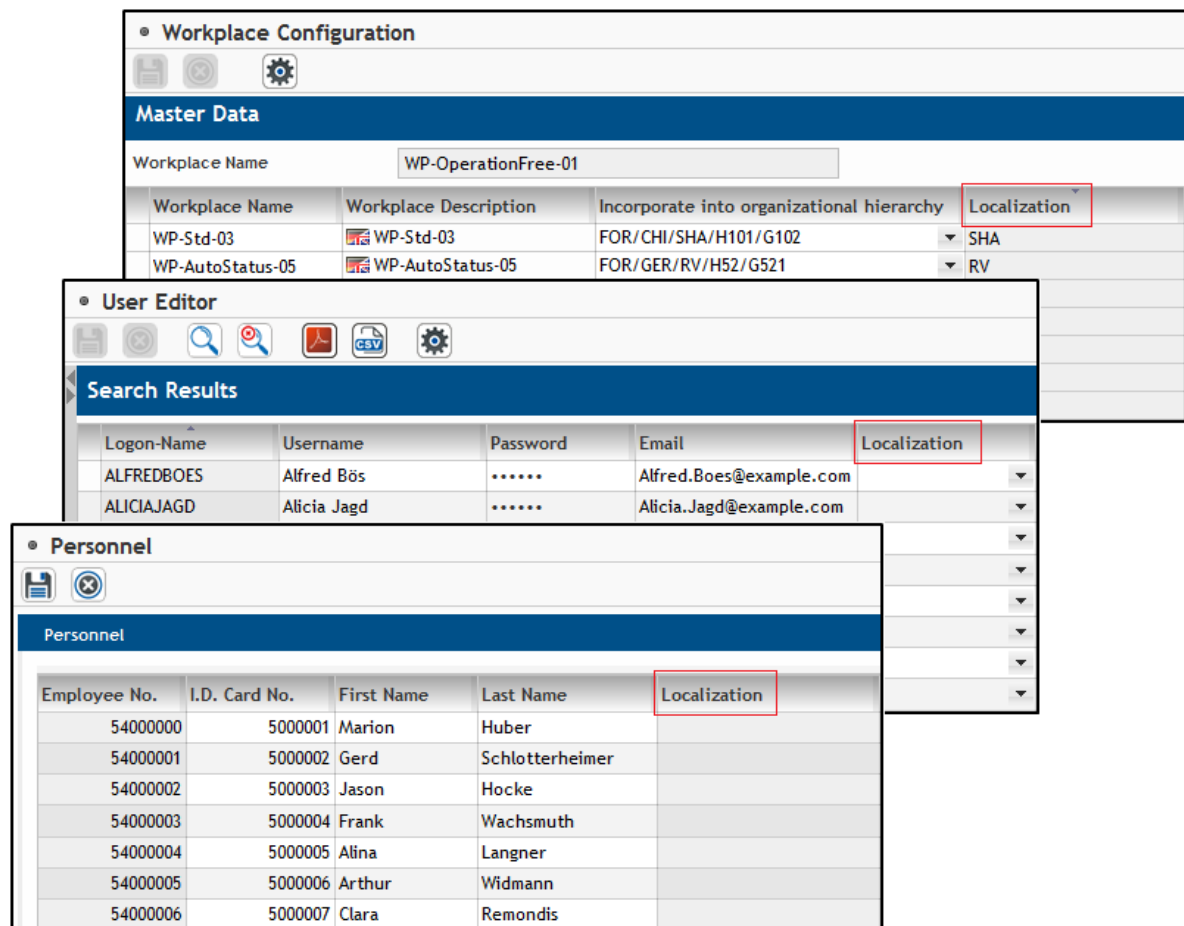 Workplace Configuration
Master Data
Workplace Name WP-OperationFree-01
Workplace Name Workplace Description Incorporate into organizational hierarchy Localization
WP-Std-03 WP-Std-03 FOR/CHI/SHA/H101/G102 SHA
WP-AutoStatus-05 WP-AutoStatus-05 FOR/GER/RV/H52/G521 RV
User Editor
CSV
Search Results
Logon-Name Username Password Email Localization
ALFREDBOES Alfred Bös •••••• Alfred.Boes@example.com
ALICIAJAGD Alicia Jagd •••••• Alicia.Jagd@example.com
Personnel
Personnel
Employee No. I.D. Card No. First Name Last Name Localization
54000000 5000001 Marion Huber
54000001 5000002 Gerd Schlotterheimer
54000002 5000003 Jason Hocke
54000003 5000004 Frank Wachsmuth
54000004 5000005 Alina Langner
54000005 5000006 Arthur Widmann
54000006 5000007 Clara Remondis